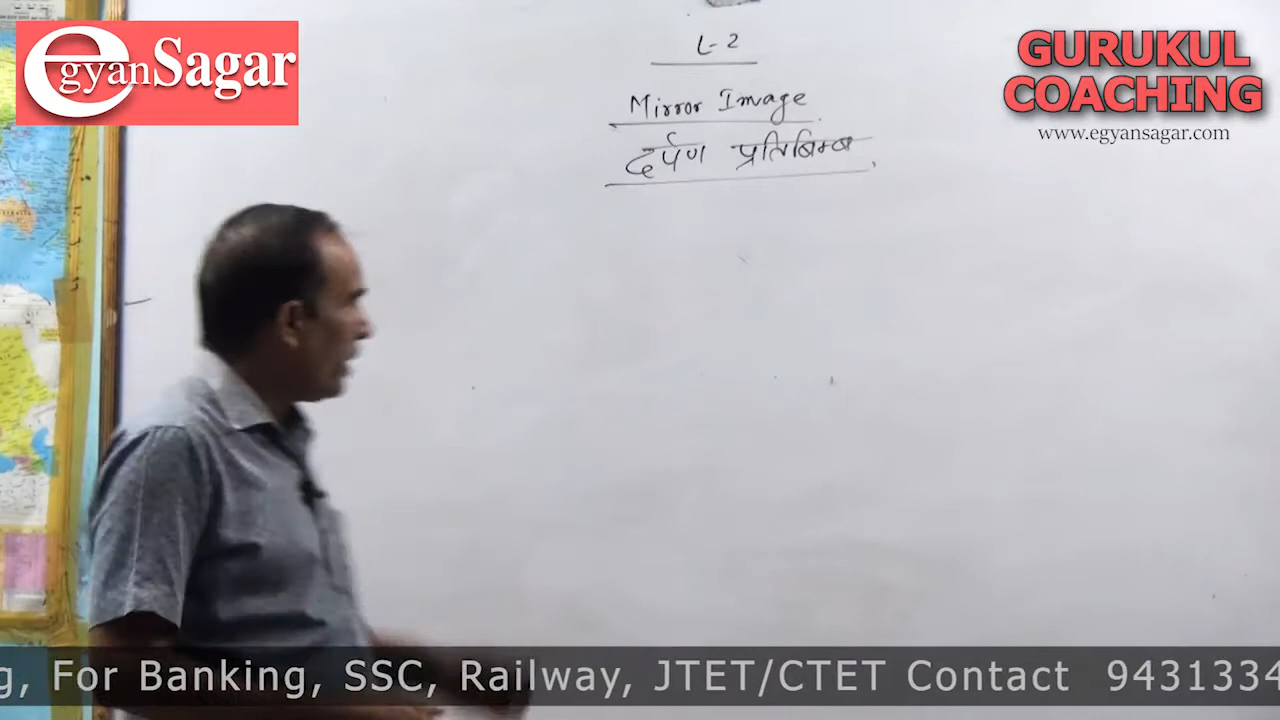 egyanSagar
GURUKUL
COACHING
www.egyansagar.com
L-2
Mirror Image
दर्पण प्रतिबिम्ब
g, For Banking, SSC, Railway, JTET/CTET Contact 9431334